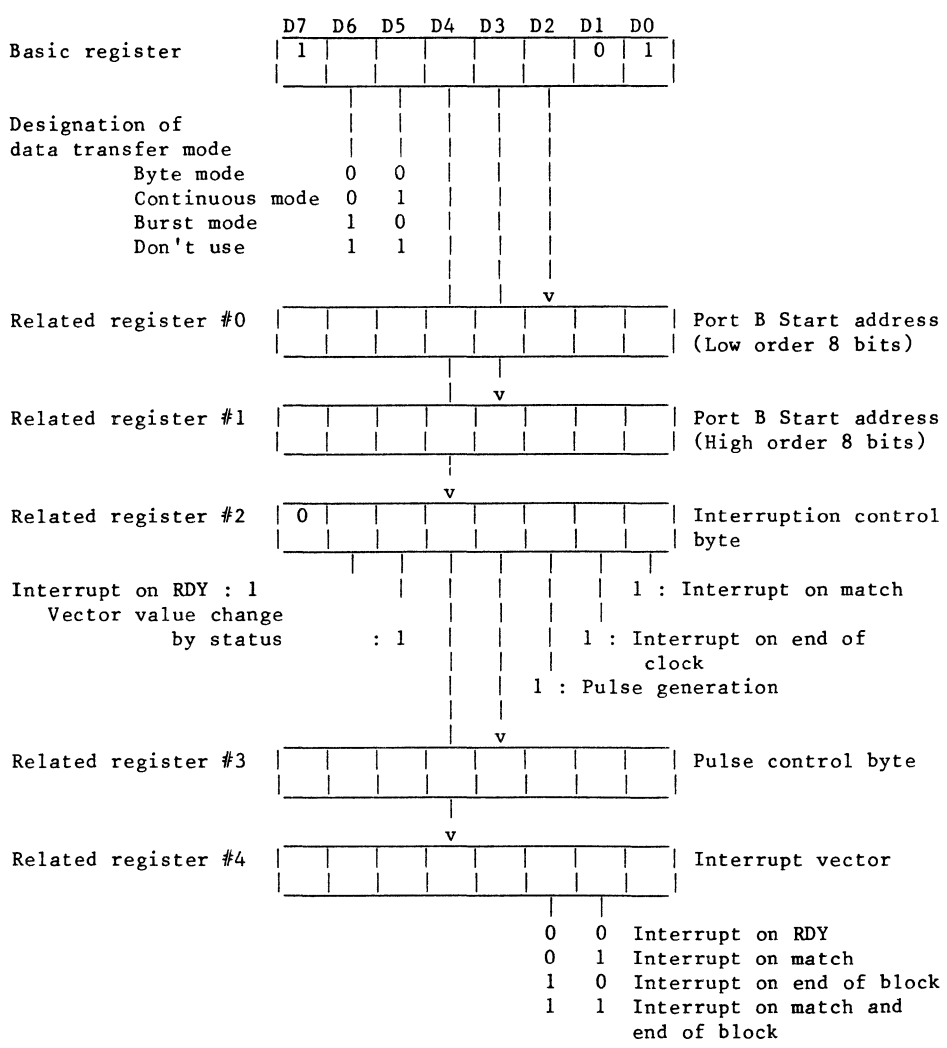 D7 D6 D5 D4 D3 D2 D1 D0
Basic register 1 0 1
Designation of
data transfer mode
Byte mode 0 0
Continuous mode 0 1
Burst mode 1 0
Don't use 1 1
v
Related register #0 Port B Start address
(Low order 8 bits)
v
Related register #1 Port B Start address
(High order 8 bits)
v
Related register #2 0 Interruption control
byte
Interrupt on RDY : 1 1 : Interrupt on match
Vector value change
by status : 1 1 : Interrupt on end of
clock
1 : Pulse generation
v
Related register #3 Pulse control byte
v
Related register #4 Interrupt vector
0 0 Interrupt on RDY
0 1 Interrupt on match
1 0 Interrupt on end of block
1 1 Interrupt on match and
end of block